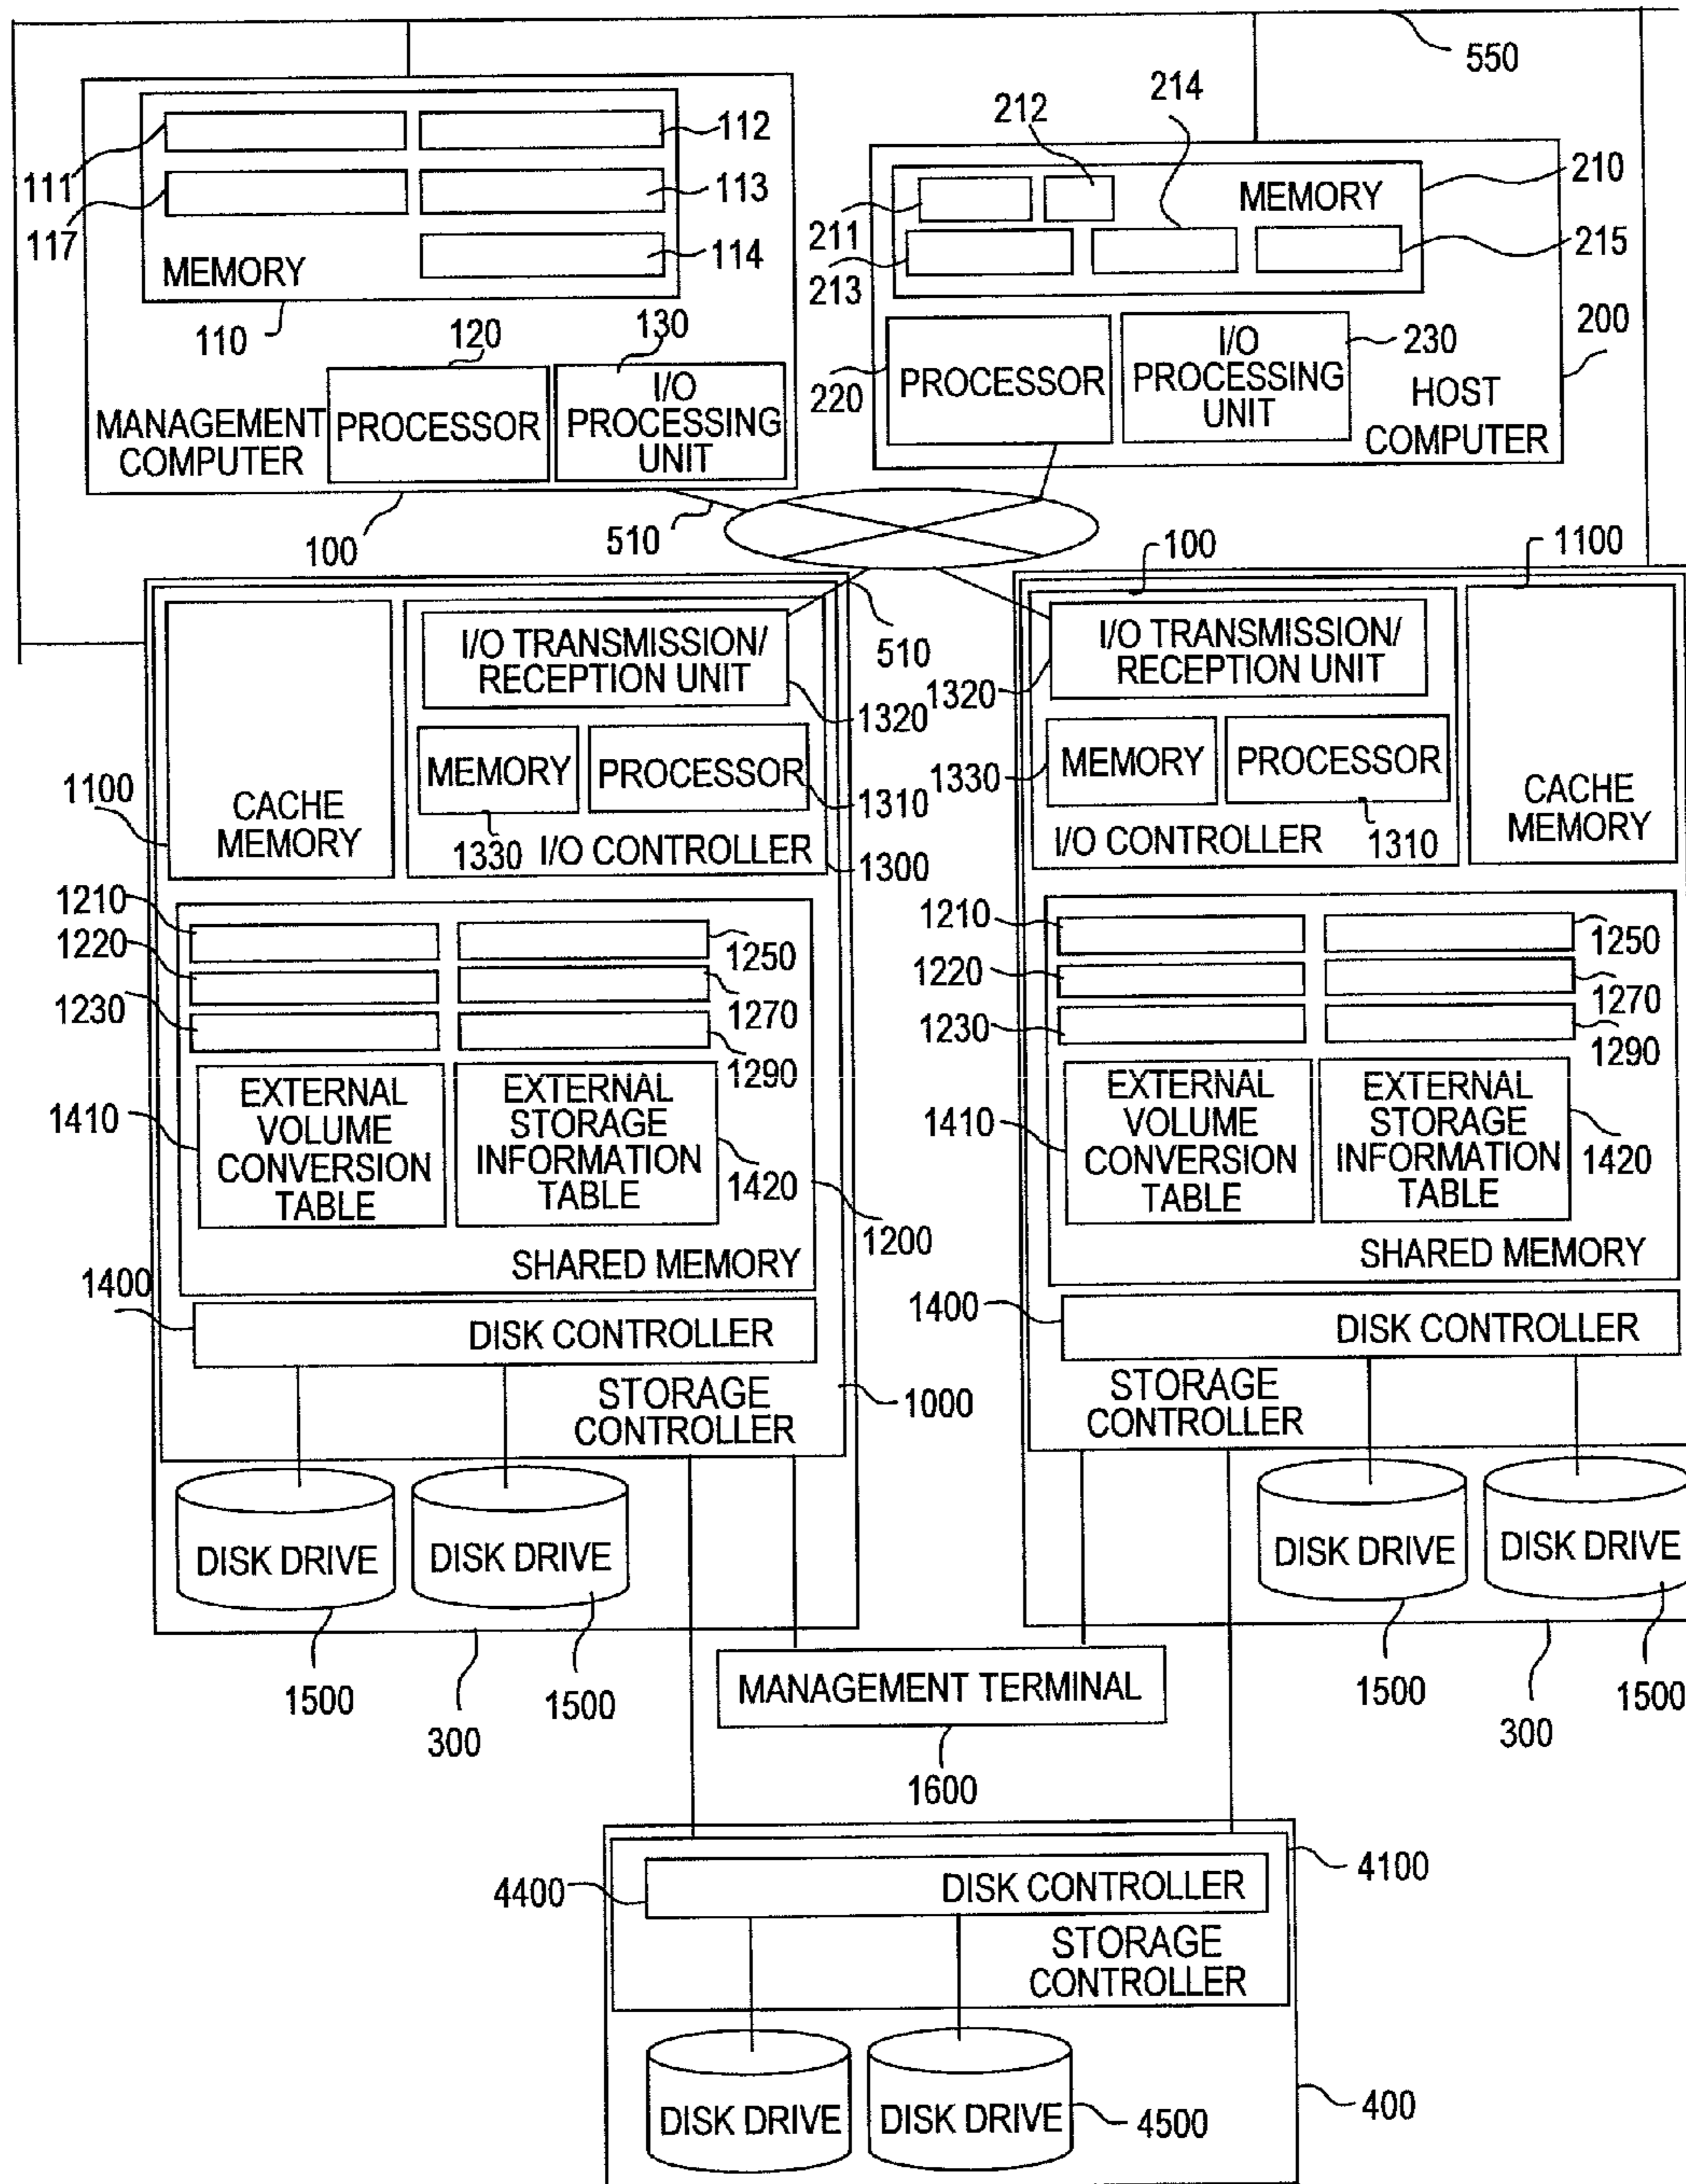 550
111
112
117
113
114
MEMORY
110
120
130
MANAGEMENT
COMPUTER
PROCESSOR
I/O
PROCESSING
UNIT
100
212
214
210
MEMORY
211
213
215
200
230
220
PROCESSOR
I/O
PROCESSING
UNIT
HOST
COMPUTER
510
510
I/O TRANSMISSION/
RECEPTION UNIT
1320
MEMORY
PROCESSOR
1310
1330
I/O CONTROLLER
1300
1100
CACHE
MEMORY
1210
1220
1230
1250
1270
1290
1410
EXTERNAL
VOLUME
CONVERSION
TABLE
EXTERNAL
STORAGE
INFORMATION
TABLE
1420
1200
SHARED MEMORY
1400
DISK CONTROLLER
STORAGE
CONTROLLER
1000
DISK DRIVE
DISK DRIVE
1500
300
1500
100
1100
I/O TRANSMISSION/
RECEPTION UNIT
1320
1330
MEMORY
PROCESSOR
1310
I/O CONTROLLER
CACHE
MEMORY
1210
1220
1230
1250
1270
1290
1410
EXTERNAL
VOLUME
CONVERSION
TABLE
EXTERNAL
STORAGE
INFORMATION
TABLE
1420
SHARED MEMORY
1400
DISK CONTROLLER
STORAGE
CONTROLLER
DISK DRIVE
DISK DRIVE
1500
300
1500
MANAGEMENT TERMINAL
1600
4100
4400
DISK CONTROLLER
STORAGE
CONTROLLER
DISK DRIVE
DISK DRIVE
4500
400